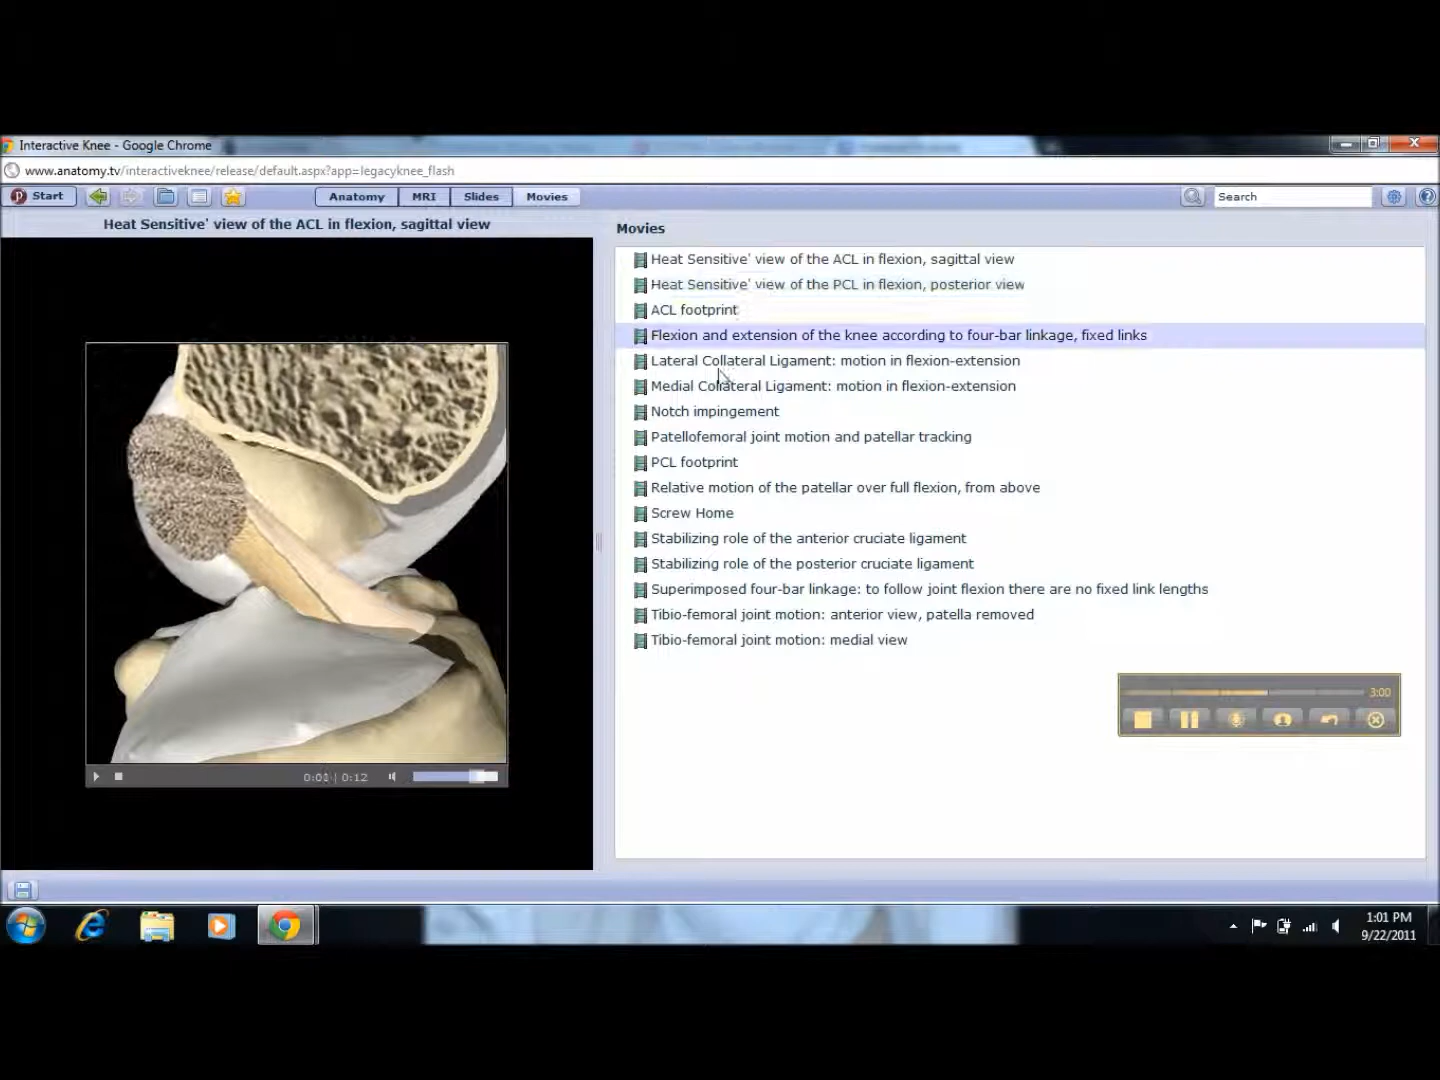 Interactive Knee - Google Chrome
www.anatomy.tv/interactiveknee/release/default.aspx?app=legacyknee_flash
Start
Anatomy
MRI
Slides
Movies
Search
Heat Sensitive' view of the ACL in flexion, sagittal view
Movies
Heat Sensitive' view of the ACL in flexion, sagittal view
Heat Sensitive' view of the PCL in flexion, posterior view
ACL footprint
Flexion and extension of the knee according to four-bar linkage, fixed links
Lateral Collateral Ligament: motion in flexion-extension
Medial Collateral Ligament: motion in flexion-extension
Notch impingement
Patellofemoral joint motion and patellar tracking
PCL footprint
Relative motion of the patellar over full flexion, from above
Screw Home
Stabilizing role of the anterior cruciate ligament
Stabilizing role of the posterior cruciate ligament
Superimposed four-bar linkage: to follow joint flexion there are no fixed link lengths
Tibio-femoral joint motion: anterior view, patella removed
Tibio-femoral joint motion: medial view
3:00
0:12
1:01 PM
9/22/2011